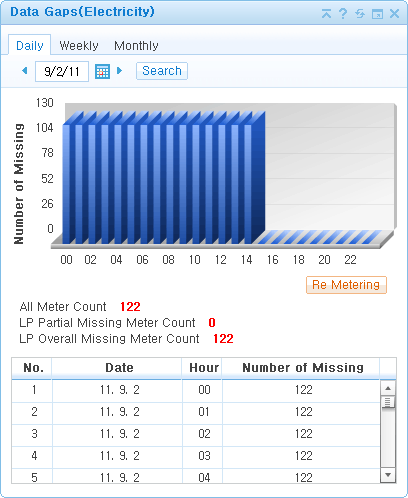 Data Gaps(Electricity)
Daily Weekly Monthly
9/2/11 Search
Number of Missing
130
104
78
52
26
0
00 02 04 06 08 10 12 14 16 18 20 22
Re Metering
All Meter Count 122
LP Partial Missing Meter Count 0
LP Overall Missing Meter Count 122
No. Date Hour Number of Missing
1 11. 9. 2 00 122
2 11. 9. 2 01 122
3 11. 9. 2 02 122
4 11. 9. 2 03 122
5 11. 9. 2 04 122